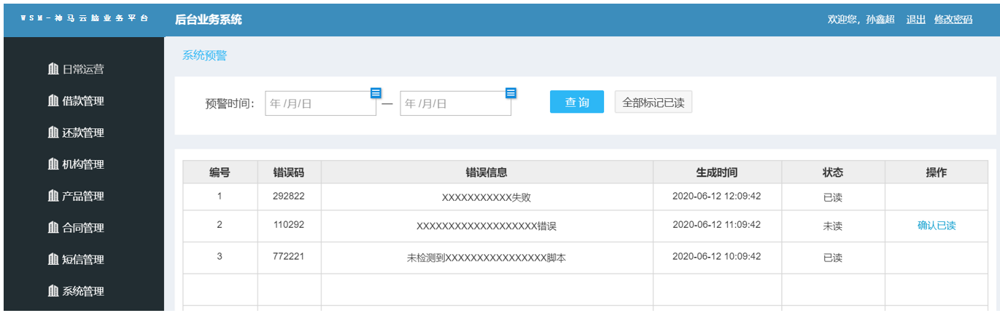 WSM-神马云脑业务平台 后台业务系统 欢迎您，孙鑫超 退出 修改密码
系统预警
日常运营
借款管理
还款管理
机构管理
产品管理
合同管理
短信管理
系统管理
预警时间： 年 /月/日 — 年 /月/日 查 询 全部标记已读
编号 错误码 错误信息 生成时间 状态 操作
1 292822 XXXXXXXXXXX失败 2020-06-12 12:09:42 已读
2 110292 XXXXXXXXXXXXXXXXXXX错误 2020-06-12 11:09:42 未读 确认已读
3 772221 未检测到XXXXXXXXXXXXXXXX脚本 2020-06-12 10:09:42 已读